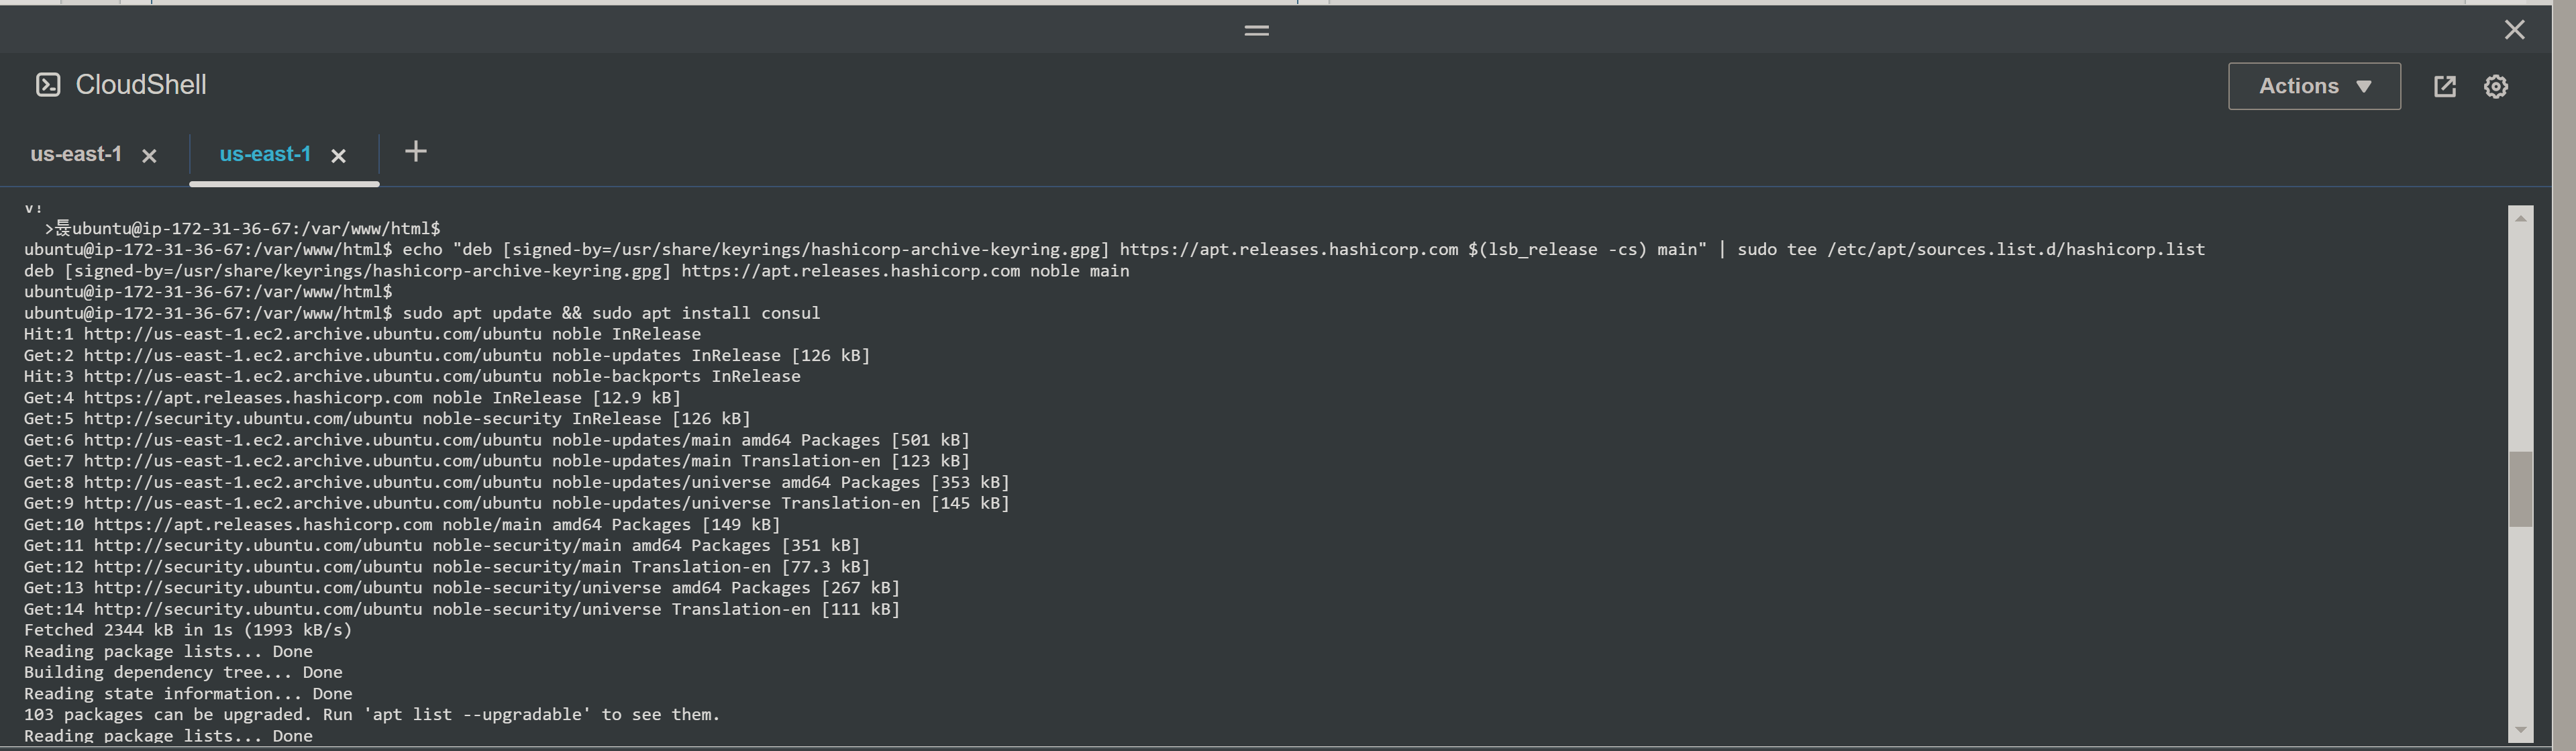 CloudShell
Actions
us-east-1
us-east-1
>ubuntu@ip-172-31-36-67:/var/www/html$
ubuntu@ip-172-31-36-67:/var/www/html$ echo "deb [signed-by=/usr/share/keyrings/hashicorp-archive-keyring.gpg] https://apt.releases.hashicorp.com $(lsb_release -cs) main" | sudo tee /etc/apt/sources.list.d/hashicorp.list
deb [signed-by=/usr/share/keyrings/hashicorp-archive-keyring.gpg] https://apt.releases.hashicorp.com noble main
ubuntu@ip-172-31-36-67:/var/www/html$
ubuntu@ip-172-31-36-67:/var/www/html$ sudo apt update && sudo apt install consul
Hit:1 http://us-east-1.ec2.archive.ubuntu.com/ubuntu noble InRelease
Get:2 http://us-east-1.ec2.archive.ubuntu.com/ubuntu noble-updates InRelease [126 kB]
Hit:3 http://us-east-1.ec2.archive.ubuntu.com/ubuntu noble-backports InRelease
Get:4 https://apt.releases.hashicorp.com noble InRelease [12.9 kB]
Get:5 http://security.ubuntu.com/ubuntu noble-security InRelease [126 kB]
Get:6 http://us-east-1.ec2.archive.ubuntu.com/ubuntu noble-updates/main amd64 Packages [501 kB]
Get:7 http://us-east-1.ec2.archive.ubuntu.com/ubuntu noble-updates/main Translation-en [123 kB]
Get:8 http://us-east-1.ec2.archive.ubuntu.com/ubuntu noble-updates/universe amd64 Packages [353 kB]
Get:9 http://us-east-1.ec2.archive.ubuntu.com/ubuntu noble-updates/universe Translation-en [145 kB]
Get:10 https://apt.releases.hashicorp.com noble/main amd64 Packages [149 kB]
Get:11 http://security.ubuntu.com/ubuntu noble-security/main amd64 Packages [351 kB]
Get:12 http://security.ubuntu.com/ubuntu noble-security/main Translation-en [77.3 kB]
Get:13 http://security.ubuntu.com/ubuntu noble-security/universe amd64 Packages [267 kB]
Get:14 http://security.ubuntu.com/ubuntu noble-security/universe Translation-en [111 kB]
Fetched 2344 kB in 1s (1993 kB/s)
Reading package lists... Done
Building dependency tree... Done
Reading state information... Done
103 packages can be upgraded. Run 'apt list --upgradable' to see them.
Reading package lists... Done